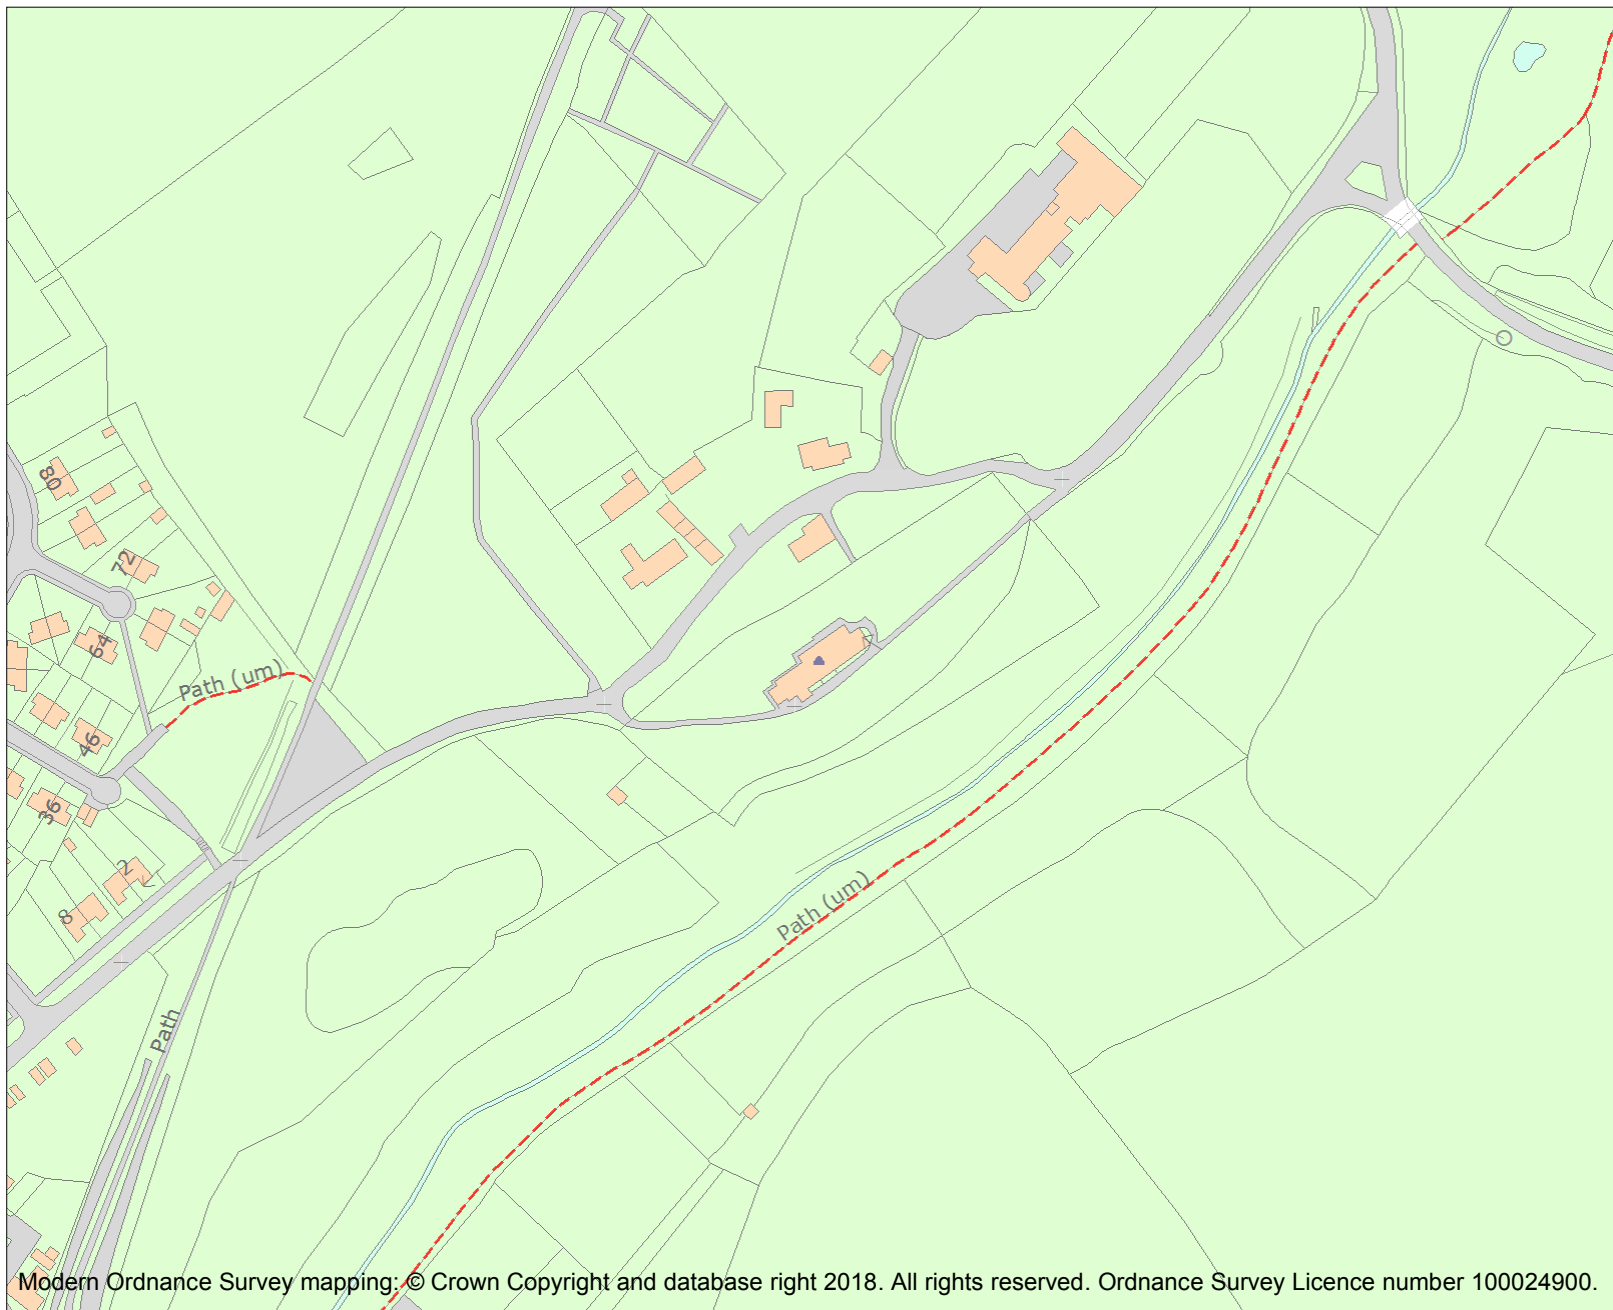 80
72
64
Path (um)
46
36
2
8
Path (um)
Path
Modern Ordnance Survey mapping: © Crown Copyright and database right 2018. All rights reserved. Ordnance Survey Licence number 100024900.